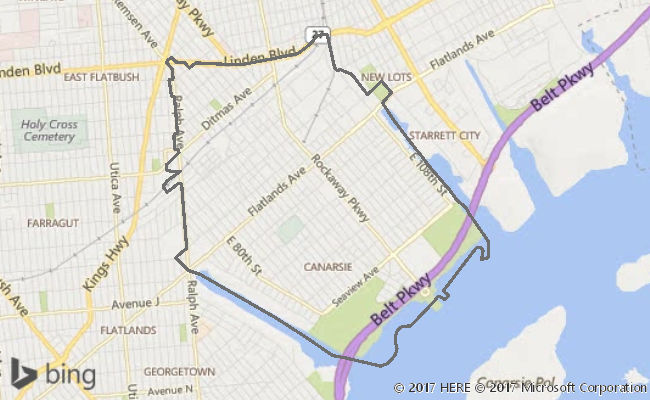 Remsen Ave
Pkwy
27
Linden Blvd
Flatlands Ave
Linden Blvd
EAST FLATBUSH
NEW LOTS
Belt Pkwy
Ralph Ave
Ditmas Ave
Holy Cross
Cemetery
STARRETT CITY
Utica Ave
Rockaway Pkwy
E 108th St
Flatlands Ave
FARRAGUT
Kings Hwy
E 80th St
CANARSIE
Seaview Ave
Belt Pkwy
Avenue J
Ralph Ave
FLATLANDS
GEORGETOWN
bing
Avenue N
Canarsie Pol
© 2017 HERE © 2017 Microsoft Corporation